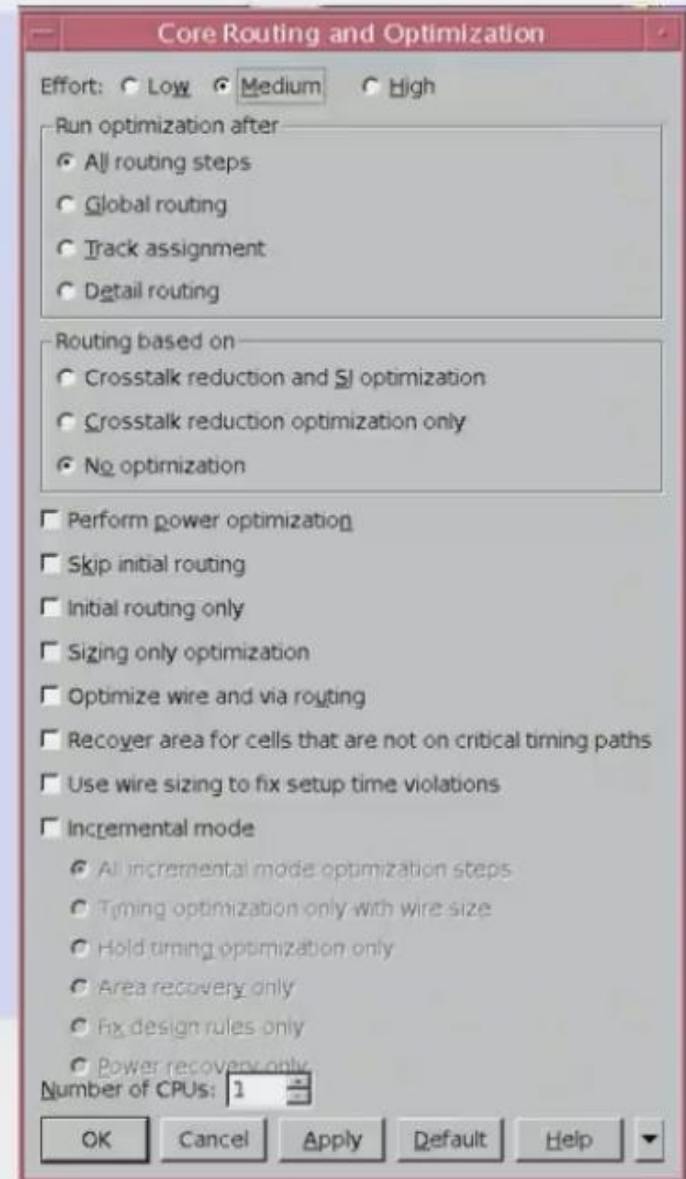 Core Routing and Optimization
Effort: Low Medium High
Run optimization after
All routing steps
Global routing
Track assignment
Detail routing
Routing based on
Crosstalk reduction and SI optimization
Crosstalk reduction optimization only
No optimization
Perform power optimization
Skip initial routing
Initial routing only
Sizing only optimization
Optimize wire and via routing
Recover area for cells that are not on critical timing paths
Use wire sizing to fix setup time violations
Incremental mode
All incremental mode optimization steps
Timing optimization only with wire size
Hold timing optimization only
Area recovery only
Fix design rules only
Power recovery only
Number of CPUs: 1
OK Cancel Apply Default Help